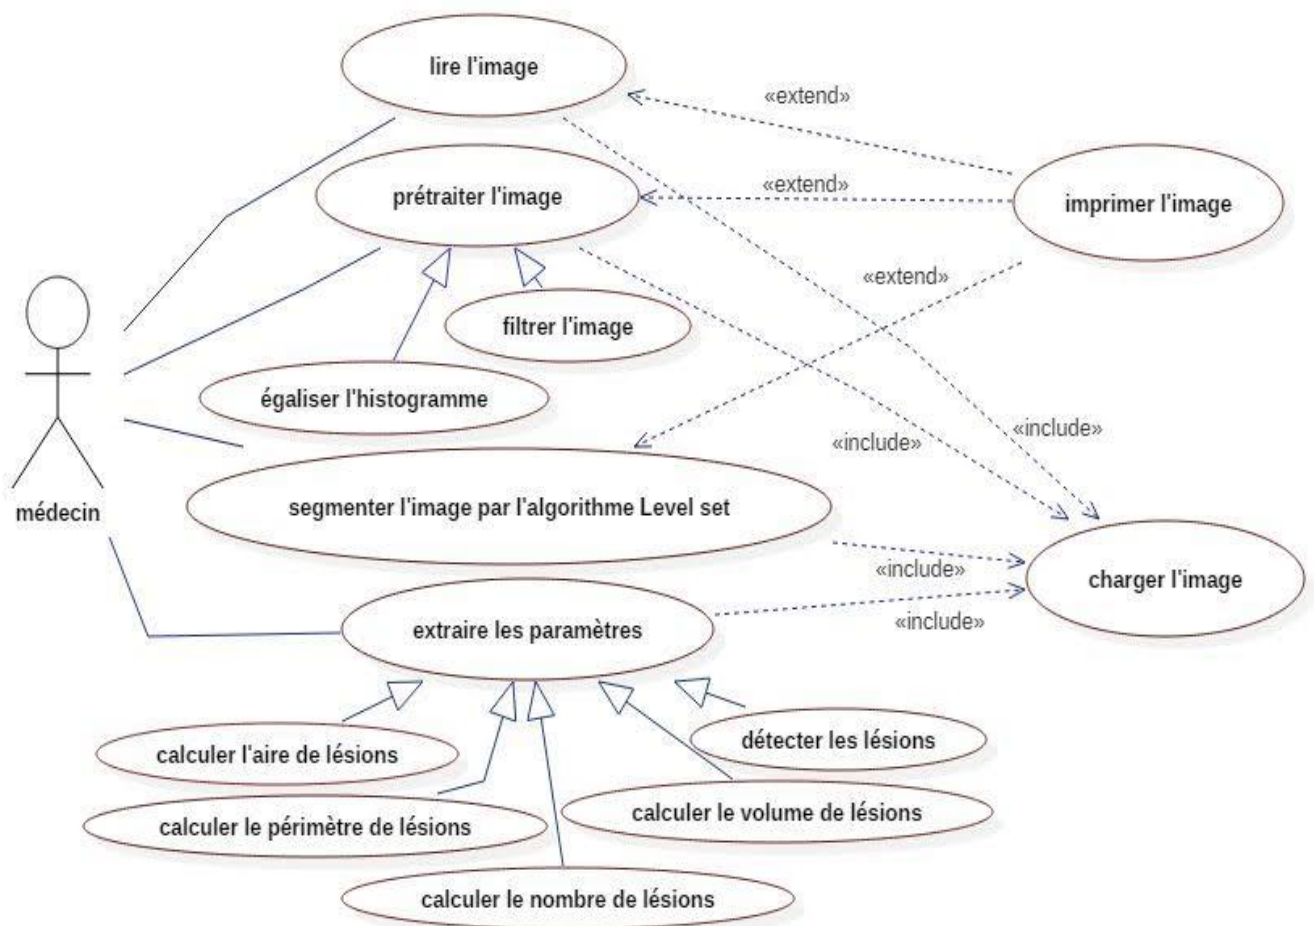 lire l'image
«extend»
prétraiter l'image
«extend»
imprimer l'image
«extend»
filtrer l'image
égaliser l'histogramme
«include»
«include»
segmenter l'image par l'algorithme Level set
médecin
«include»
charger l'image
«include»
extraire les paramètres
détecter les lésions
calculer l'aire de lésions
calculer le volume de lésions
calculer le périmètre de lésions
calculer le nombre de lésions